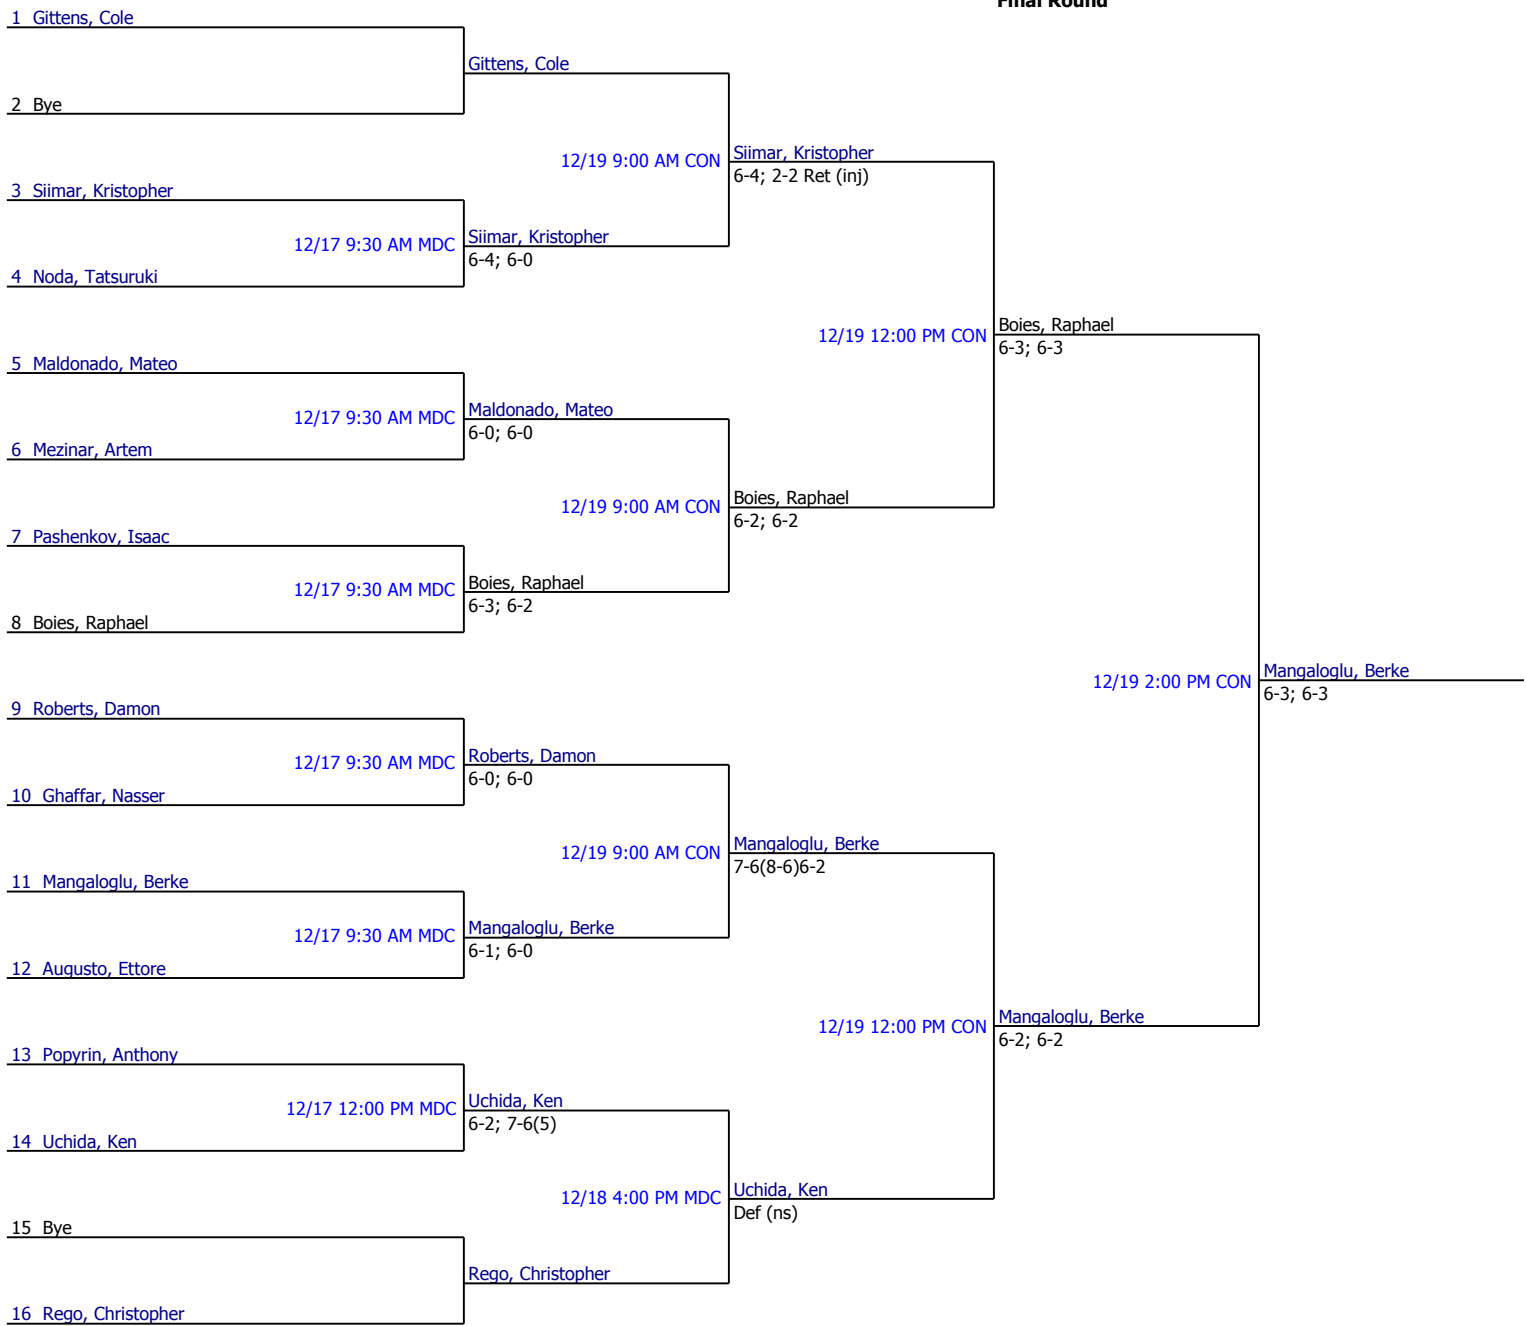 Final Round
1 Gittens, Cole
Gittens, Cole
2 Bye
12/19 9:00 AM CON
Siimar, Kristopher
6-4; 2-2 Ret (inj)
3 Siimar, Kristopher
12/17 9:30 AM MDC
Siimar, Kristopher
6-4; 6-0
4 Noda, Tatsuruki
12/19 12:00 PM CON
Boies, Raphael
6-3; 6-3
5 Maldonado, Mateo
12/17 9:30 AM MDC
Maldonado, Mateo
6-0; 6-0
6 Mezinar, Artem
12/19 9:00 AM CON
Boies, Raphael
6-2; 6-2
7 Pashenkov, Isaac
12/17 9:30 AM MDC
Boies, Raphael
6-3; 6-2
8 Boies, Raphael
12/19 2:00 PM CON
Mangaloglu, Berke
6-3; 6-3
9 Roberts, Damon
12/17 9:30 AM MDC
Roberts, Damon
6-0; 6-0
10 Ghaffar, Nasser
12/19 9:00 AM CON
Mangaloglu, Berke
7-6(8-6)6-2
11 Mangaloglu, Berke
12/17 9:30 AM MDC
Mangaloglu, Berke
6-1; 6-0
12 Augusto, Ettore
12/19 12:00 PM CON
Mangaloglu, Berke
6-2; 6-2
13 Popyrin, Anthony
12/17 12:00 PM MDC
Uchida, Ken
6-2; 7-6(5)
14 Uchida, Ken
12/18 4:00 PM MDC
Uchida, Ken
Def (ns)
15 Bye
Rego, Christopher
16 Rego, Christopher